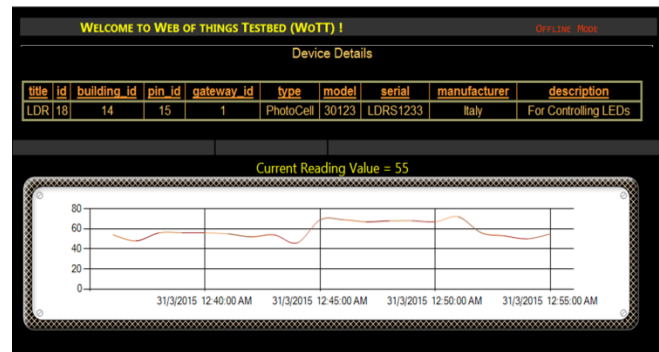 WELCOME TO WEB OF THINGS TESTBED (WOTT) ! OFFLINE MODE
Device Details
title id building_id pin_id gateway_id type model serial manufacturer description
LDR 18 14 15 1 PhotoCell 30123 LDRS1233 Italy For Controlling LEDs
Current Reading Value = 55
80
60
40
20
0
31/3/2015 12:40:00 AM 31/3/2015 12:45:00 AM 31/3/2015 12:50:00 AM 31/3/2015 12:55:00 AM